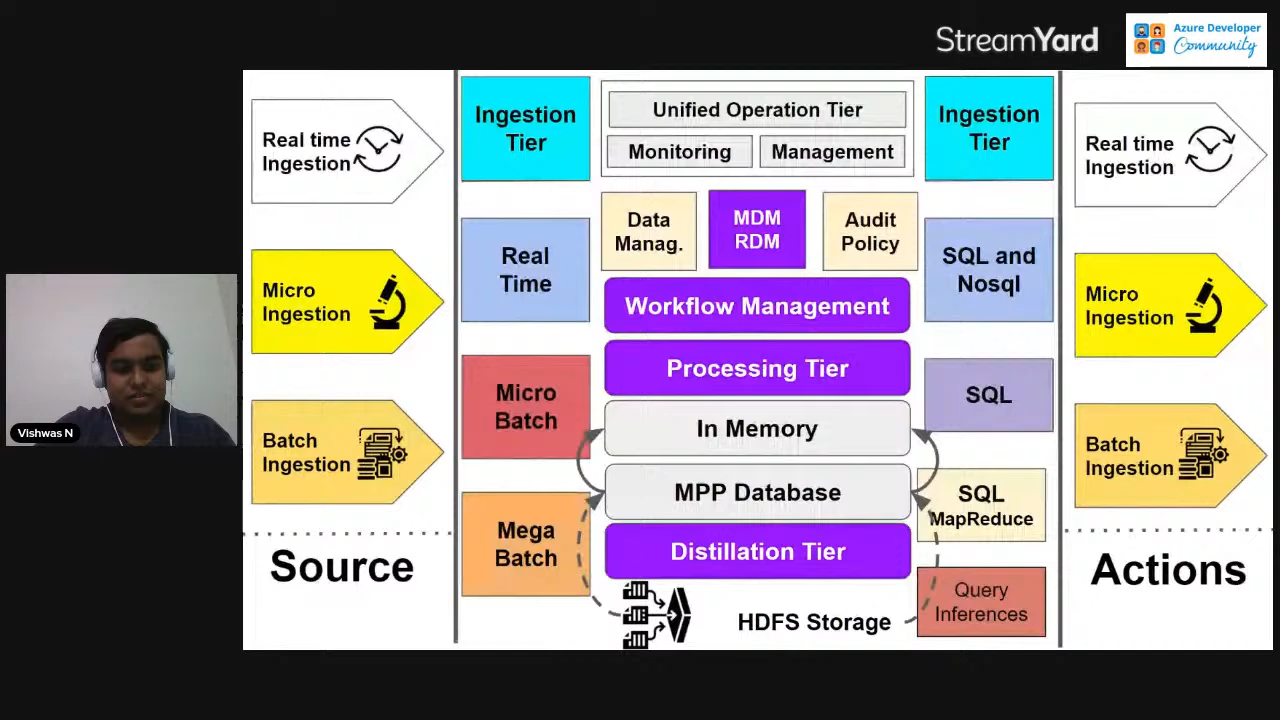 StreamYard
Azure Developer
Community
Real time
Ingestion
Micro
Ingestion
Batch
Ingestion
Source
Ingestion
Tier
Real
Time
Micro
Batch
Mega
Batch
Unified Operation Tier
Monitoring
Management
Data
Manag.
MDM
RDM
Audit
Policy
Workflow Management
Processing Tier
In Memory
MPP Database
Distillation Tier
HDFS Storage
Ingestion
Tier
SQL and
Nosql
SQL
SQL
MapReduce
Query
Inferences
Real time
Ingestion
Micro
Ingestion
Batch
Ingestion
Actions
Vishwas N